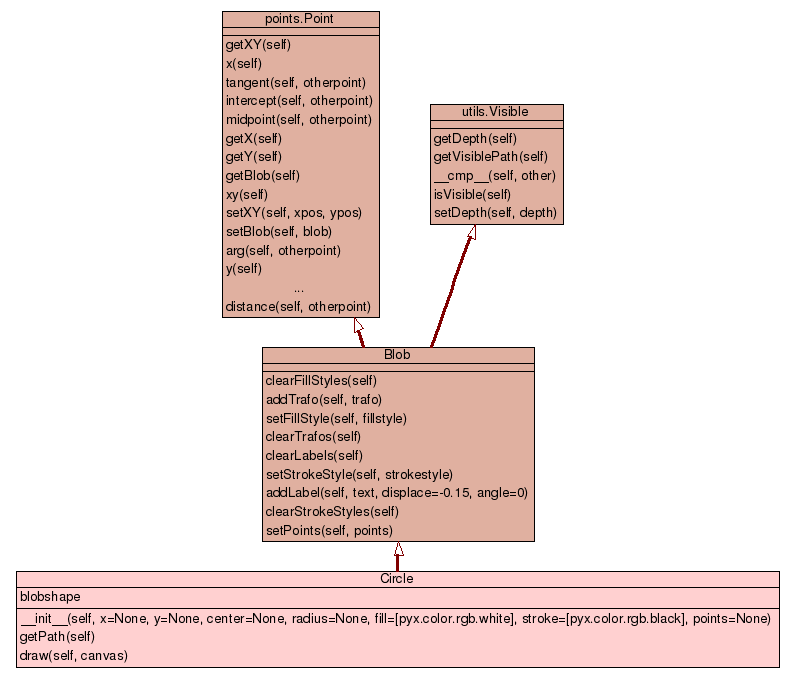 points.Point
getXY(self)
x(self)
tangent(self, otherpoint)
intercept(self, otherpoint)
midpoint(self, otherpoint)
getX(self)
getY(self)
getBlob(self)
xy(self)
setXY(self, xpos, ypos)
setBlob(self, blob)
arg(self, otherpoint)
y(self)
...
distance(self, otherpoint)
utils.Visible
getDepth(self)
getVisiblePath(self)
__cmp__(self, other)
isVisible(self)
setDepth(self, depth)
Blob
clearFillStyles(self)
addTrafo(self, trafo)
setFillStyle(self, fillstyle)
clearTrafos(self)
clearLabels(self)
setStrokeStyle(self, strokestyle)
addLabel(self, text, displace=-0.15, angle=0)
clearStrokeStyles(self)
setPoints(self, points)
Circle
blobshape
__init__(self, x=None, y=None, center=None, radius=None, fill=[pyx.color.rgb.white], stroke=[pyx.color.rgb.black], points=None)
getPath(self)
draw(self, canvas)